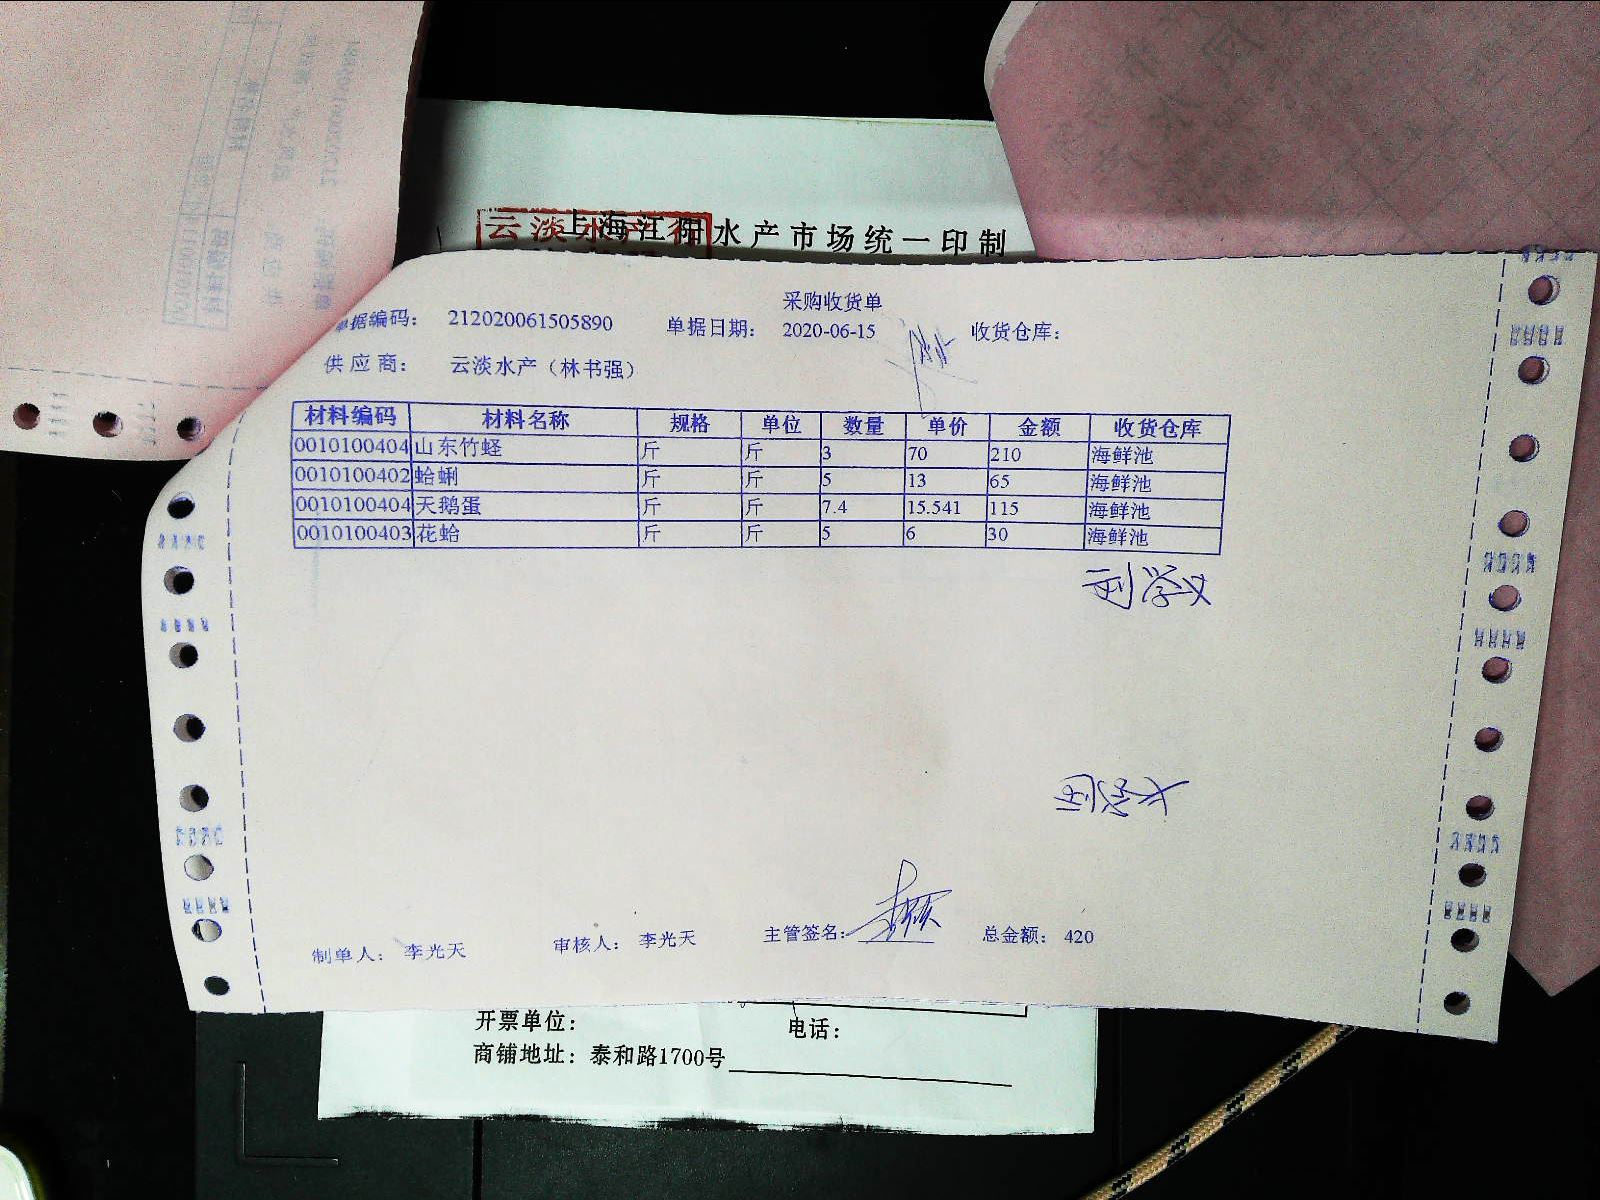 上海江阳水产市场统一印制
云淡水产行
采购收货单
单据编码： 212020061505890 单据日期： 2020-06-15 收货仓库：
供应商： 云淡水产（林书强）
材料编码 材料名称 规格 单位 数量 单价 金额 收货仓库
0010100404 山东竹蛏 斤 斤 3 70 210 海鲜池
0010100402 蛤蜊 斤 斤 5 13 65 海鲜池
0010100404 天鹅蛋 斤 斤 7.4 15.541 115 海鲜池
0010100403 花蛤 斤 斤 5 6 30 海鲜池
刘学义
制单人： 李光天 审核人： 李光天 主管签名： 总金额： 420
开票单位： 电话：
商铺地址：泰和路1700号